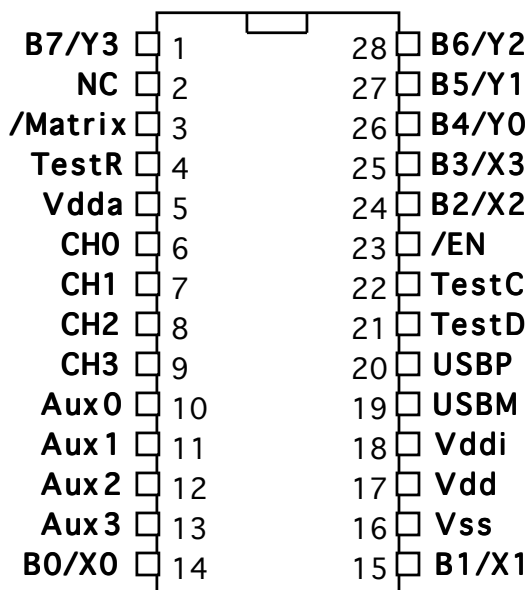 B7/Y3 1 28 B6/Y2
NC 2 27 B5/Y1
/Matrix 3 26 B4/Y0
TestR 4 25 B3/X3
Vdda 5 24 B2/X2
CH0 6 23 /EN
CH1 7 22 TestC
CH2 8 21 TestD
CH3 9 20 USBP
Aux0 10 19 USBM
Aux1 11 18 Vddi
Aux2 12 17 Vdd
Aux3 13 16 Vss
B0/X0 14 15 B1/X1